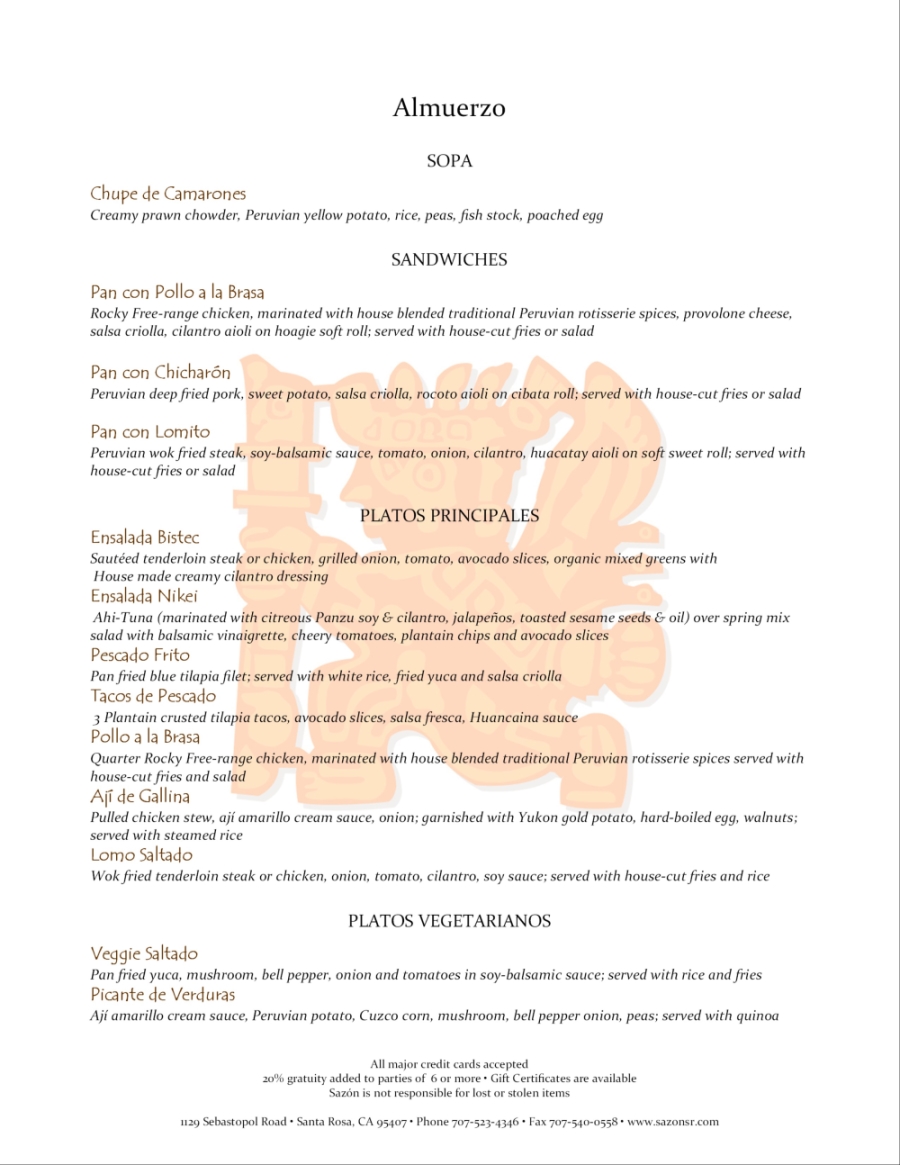 Almuerzo
SOPA
Chupe de Camarones
Creamy prawn chowder, Peruvian yellow potato, rice, peas, fish stock, poached egg
SANDWICHES
Pan con Pollo a la Brasa
Rocky Free-range chicken, marinated with house blended traditional Peruvian rotisserie spices, provolone cheese,
salsa criolla, cilantro aioli on hoagie soft roll; served with house-cut fries or salad
Pan con Chicharón
Peruvian deep fried pork, sweet potato, salsa criolla, rocoto aioli on cibata roll; served with house-cut fries or salad
Pan con Lomito
Peruvian wok fried steak, soy-balsamic sauce, tomato, onion, cilantro, huacatay aioli on soft sweet roll; served with
house-cut fries or salad
PLATOS PRINCIPALES
Ensalada Bistec
Sautéed tenderloin steak or chicken, grilled onion, tomato, avocado slices, organic mixed greens with
House made creamy cilantro dressing
Ensalada Nikei
Ahi-Tuna (marinated with citreous Panzu soy & cilantro, jalapeños, toasted sesame seeds & oil) over spring mix
salad with balsamic vinaigrette, cheery tomatoes, plantain chips and avocado slices
Pescado Frito
Pan fried blue tilapia filet; served with white rice, fried yuca and salsa criolla
Tacos de Pescado
3 Plantain crusted tilapia tacos, avocado slices, salsa fresca, Huancaina sauce
Pollo a la Brasa
Quarter Rocky Free-range chicken, marinated with house blended traditional Peruvian rotisserie spices served with
house-cut fries and salad
Ají de Gallina
Pulled chicken stew, ají amarillo cream sauce, onion; garnished with Yukon gold potato, hard-boiled egg, walnuts;
served with steamed rice
Lomo Saltado
Wok fried tenderloin steak or chicken, onion, tomato, cilantro, soy sauce; served with house-cut fries and rice
PLATOS VEGETARIANOS
Veggie Saltado
Pan fried yuca, mushroom, bell pepper, onion and tomatoes in soy-balsamic sauce; served with rice and fries
Picante de Verduras
Ají amarillo cream sauce, Peruvian potato, Cuzco corn, mushroom, bell pepper onion, peas; served with quinoa
All major credit cards accepted
20% gratuity added to parties of 6 or more • Gift Certificates are available
Sazón is not responsible for lost or stolen items
1129 Sebastopol Road • Santa Rosa, CA 95407 • Phone 707-523-4346 • Fax 707-540-0558 • www.sazonsr.com